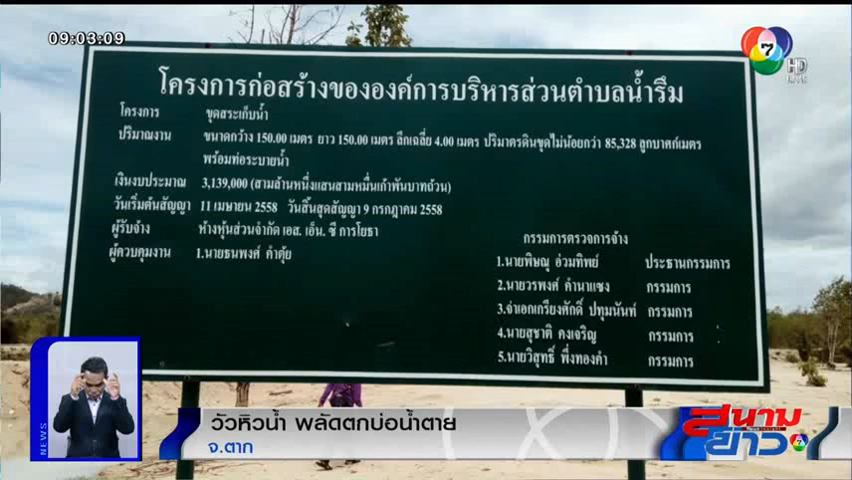 09:03:09
7
HD
โครงการก่อสร้างขององค์การบริหารส่วนตำบลน้ำรึม
โครงการ ขุดสระเก็บน้ำ
ปริมาณงาน ขนาดกว้าง 150.00 เมตร ยาว 150.00 เมตร ลึกเฉลี่ย 4.00 เมตร ปริมาตรดินขุดไม่น้อยกว่า 85,328 ลูกบาศก์เมตร
พร้อมท่อระบายน้ำ
เงินงบประมาณ 3,139,000 (สามล้านหนึ่งแสนสามหมื่นเก้าพันบาทถ้วน)
วันเริ่มต้นสัญญา 11 เมษายน 2558 วันสิ้นสุดสัญญา 9 กรกฎาคม 2558
ผู้รับจ้าง ห้างหุ้นส่วนจำกัด เอส. เอ็น. ซี การโยธา
ผู้ควบคุมงาน 1.นายธนพงศ์ คำตุ้ย
กรรมการตรวจการจ้าง
1.นายพิษณุ อ่วมทิพย์ ประธานกรรมการ
2.นายวรพงศ์ คำนาแซง กรรมการ
3.จ่าเอกเกรียงศักดิ์ ปทุมนันท์ กรรมการ
4.นายสุชาติ คงเจริญ กรรมการ
5.นายวิสุทธิ์ พึ่งทองคำ กรรมการ
NEWS
วัวหิวน้ำ พลัดตกบ่อน้ำตาย
จ.ตาก
สนาม
ข่าว 7